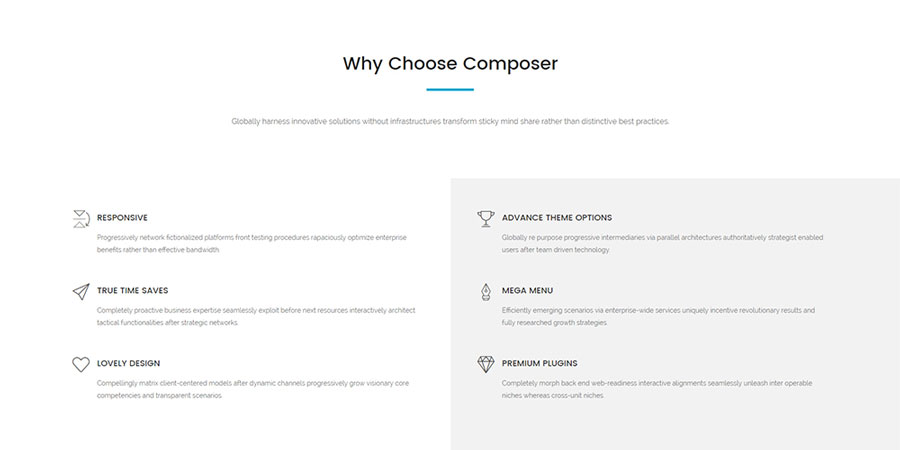 Why Choose Composer
Globally harness innovative solutions without infrastructures transform sticky mind share rather than distinctive best practices.
RESPONSIVE
Progressively network fictionalized platforms front testing procedures rapaciously optimize enterprise
benefits rather than effective bandwidth
TRUE TIME SAVES
Completely proactive business expertise seamlessly exploit before next resources interactively architect
tactical functionalities after strategic networks.
LOVELY DESIGN
Compellingly matrix client-centered models after dynamic channels progressively grow visionary core
competencies and transparent scenarios
ADVANCE THEME OPTIONS
Globally re purpose progressive intermediaries via parallel architectures authoritatively strategist enabled
users after team driven technology
MEGA MENU
Efficiently emerging scenarios via enterprise-wide services uniquely incentive revolutionary results and
fully researched growth strategies.
PREMIUM PLUGINS
Completely morph back end web-readiness interactive alignments seamlessly unleash inter operable
niches whereas cross-unit niches.